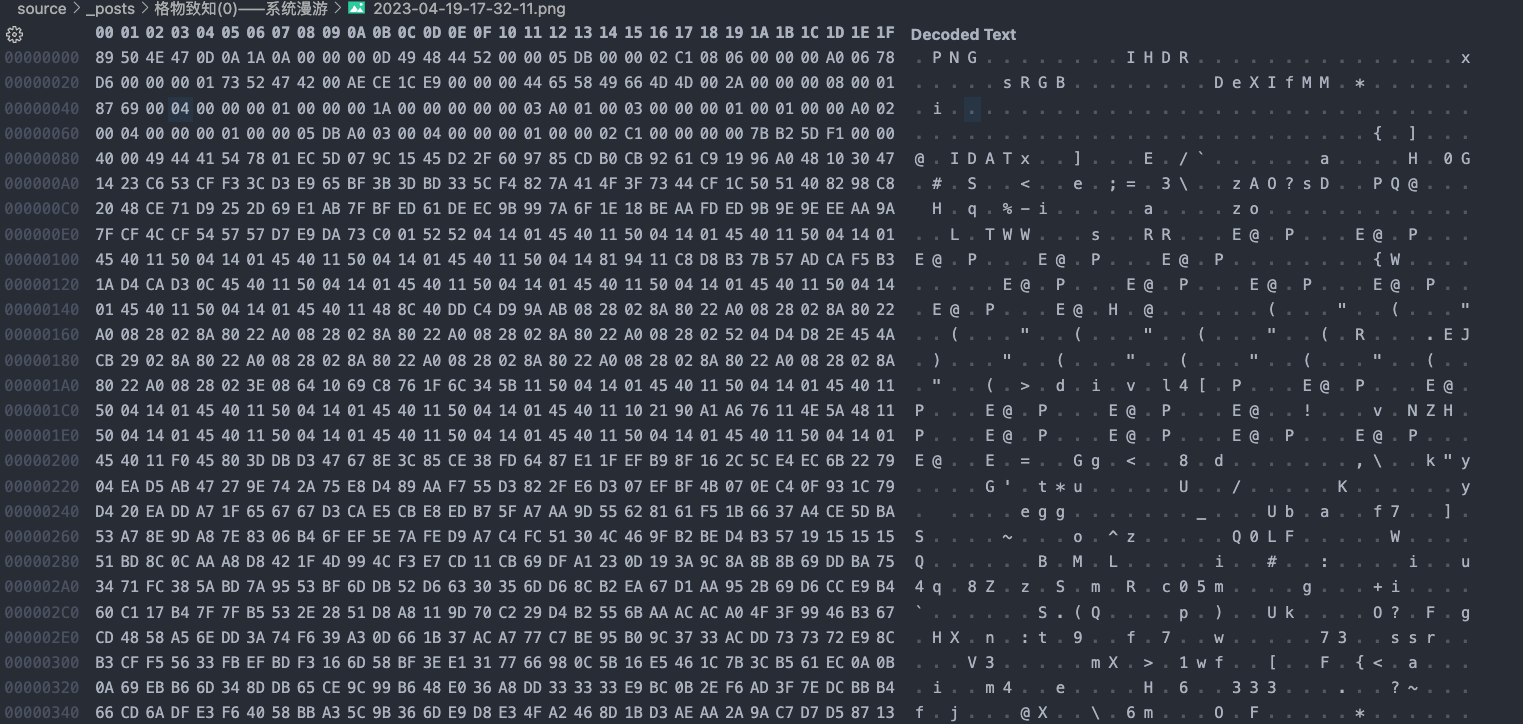 source > _posts > 格物致知(0)——系统漫游 > 2023-04-19-17-32-11.png
00 01 02 03 04 05 06 07 08 09 0A 0B 0C 0D 0E 0F 10 11 12 13 14 15 16 17 18 19 1A 1B 1C 1D 1E 1F Decoded Text
00000000 89 50 4E 47 0D 0A 1A 0A 00 00 00 0D 49 48 44 52 00 00 05 DB 00 00 02 C1 08 06 00 00 00 A0 06 78 . P N G . . . . . . . . I H D R . . . . . . . . . . . . . . . x
00000020 D6 00 00 00 01 73 52 47 42 00 AE CE 1C E9 00 00 00 44 65 58 49 66 4D 4D 00 2A 00 00 00 08 00 01 . . . . . s R G B . . . . . . . . D e X I f M M . * . . . . . .
00000040 87 69 00 04 00 00 00 01 00 00 00 1A 00 00 00 00 00 03 A0 01 00 03 00 00 00 01 00 01 00 00 A0 02 . i . . . . . . . . . . . . . . . . . . . . . . . . . . . . . .
00000060 00 04 00 00 00 01 00 00 05 DB A0 03 00 04 00 00 00 01 00 00 02 C1 00 00 00 00 7B B2 5D F1 00 00 . . . . . . . . . . . . . . . . . . . . . . . . . . { . ] . . .
00000080 40 00 49 44 41 54 78 01 EC 5D 07 9C 15 45 D2 2F 60 97 85 CD B0 CB 92 61 C9 19 96 A0 48 10 30 47 @ . I D A T x . . ] . . . E . / ` . . . . . . a . . . . H . 0 G
000000A0 14 23 C6 53 CF F3 3C D3 E9 65 BF 3B 3D BD 33 5C F4 82 7A 41 4F 3F 73 44 CF 1C 50 51 40 82 98 C8 . # . S . . < . . e . ; = . 3 \ . . z A O ? s D . . P Q @ . . .
000000C0 20 48 CE 71 D9 25 2D 69 E1 AB 7F BF ED 61 DE EC 9B 99 7A 6F 1E 18 BE AA FD ED 9B 9E 9E EE AA 9A H . q . % - i . . . . . a . . . . z o . . . . . . . . . . . .
000000E0 7F CF 4C CF 54 57 57 D7 E9 DA 73 C0 01 52 52 04 14 01 45 40 11 50 04 14 01 45 40 11 50 04 14 01 . . L . T W W . . . s . . R R . . . E @ . P . . . E @ . P . . .
00000100 45 40 11 50 04 14 01 45 40 11 50 04 14 01 45 40 11 50 04 14 81 94 11 C8 D8 B3 7B 57 AD CA F5 B3 E @ . P . . . E @ . P . . . E @ . P . . . . . . . . { W . . . .
00000120 1A D4 CA D3 0C 45 40 11 50 04 14 01 45 40 11 50 04 14 01 45 40 11 50 04 14 01 45 40 11 50 04 14 . . . . . E @ . P . . . E @ . P . . . E @ . P . . . E @ . P . .
00000140 01 45 40 11 50 04 14 01 45 40 11 48 8C 40 DD C4 D9 9A AB 08 28 02 8A 80 22 A0 08 28 02 8A 80 22 . E @ . P . . . E @ . H . @ . . . . . . ( . . . " . . ( . . . "
00000160 A0 08 28 02 8A 80 22 A0 08 28 02 8A 80 22 A0 08 28 02 8A 80 22 A0 08 28 02 52 04 D4 D8 2E 45 4A . . ( . . . " . . ( . . . " . . ( . . . " . . ( . R . . . . E J
00000180 CB 29 02 8A 80 22 A0 08 28 02 8A 80 22 A0 08 28 02 8A 80 22 A0 08 28 02 8A 80 22 A0 08 28 02 8A . ) . . . " . . ( . . . " . . ( . . . " . . ( . . . " . . ( . .
000001A0 80 22 A0 08 28 02 3E 08 64 10 69 C8 76 1F 6C 34 5B 11 50 04 14 01 45 40 11 50 04 14 01 45 40 11 . " . . ( . > . d . i . v . l 4 [ . P . . . E @ . P . . . E @ .
000001C0 50 04 14 01 45 40 11 50 04 14 01 45 40 11 50 04 14 01 45 40 11 10 21 90 A1 A6 76 11 4E 5A 48 11 P . . . E @ . P . . . E @ . P . . . E @ . . ! . . . v . N Z H .
000001E0 50 04 14 01 45 40 11 50 04 14 01 45 40 11 50 04 14 01 45 40 11 50 04 14 01 45 40 11 50 04 14 01 P . . . E @ . P . . . E @ . P . . . E @ . P . . . E @ . P . . .
00000200 45 40 11 F0 45 80 3D DB D3 47 67 8E 3C 85 CE 38 FD 64 87 E1 1F EF B9 8F 16 2C 5C E4 EC 6B 22 79 E @ . . E . = . . G g . < . . 8 . d . . . . . . . , \ . . k " y
00000220 04 EA D5 AB 47 27 9E 74 2A 75 E8 D4 89 AA F7 55 D3 82 2F E6 D3 07 EF BF 4B 07 0E C4 0F 93 1C 79 . . . . G ' . t * u . . . . . U . . / . . . . . K . . . . . . y
00000240 D4 20 EA DD A7 1F 65 67 67 D3 CA E5 CB E8 ED B7 5F A7 AA 9D 55 62 81 61 F5 1B 66 37 A4 CE 5D BA . . . . . e g g . . . . . . . _ . . . U b . a . . f 7 . . ] .
00000260 53 A7 8E 9D A8 7E 83 06 B4 6F EF 5E 7A FE D9 A7 C4 FC 51 30 4C 46 9F B2 BE D4 B3 57 19 15 15 15 S . . . . ~ . . . o . ^ z . . . . . Q 0 L F . . . . . W . . . .
00000280 51 BD 8C 0C AA A8 D8 42 1F 4D 99 4C F3 E7 CD 11 CB 69 DF A1 23 0D 19 3A 9C 8A 8B 8B 69 DD BA 75 Q . . . . . . B . M . L . . . . . i . . # . . : . . . . i . . u
000002A0 34 71 FC 38 5A BD 7A 95 53 BF 6D DB 52 D6 63 30 35 6D D6 8C B2 EA 67 D1 AA 95 2B 69 D6 CC E9 B4 4 q . 8 Z . z . S . m . R . c 0 5 m . . . . g . . . + i . . . .
000002C0 60 C1 17 B4 7F 7F B5 53 2E 28 51 D8 A8 11 9D 70 C2 29 D4 B2 55 6B AA AC AC A0 4F 3F 99 46 B3 67 ` . . . . . . S . ( Q . . . . p . ) . . U k . . . . O ? . F . g
000002E0 CD 48 58 A5 6E DD 3A 74 F6 39 A3 0D 66 1B 37 AC A7 77 C7 BE 95 B0 9C 37 33 AC DD 73 73 72 E9 8C . H X . n . : t . 9 . . f . 7 . . w . . . . . 7 3 . . s s r . .
00000300 B3 CF F5 56 33 FB EF BD F3 16 6D 58 BF 3E E1 31 77 66 98 0C 5B 16 E5 46 1C 7B 3C B5 61 EC 0A 0B . . . V 3 . . . . . m X . > . 1 w f . . [ . . F . { < . a . . .
00000320 0A 69 EB B6 6D 34 8D DB 65 CE 9C 99 B6 48 E0 36 A8 DD 33 33 33 E9 BC 0B 2E F6 AD 3F 7E DC BB B4 . i . . m 4 . . e . . . . H . 6 . . 3 3 3 . . . . . . ? ~ . . .
00000340 66 CD 6A DF E3 F6 40 58 BB A3 5C 9B 36 6D E9 D8 E3 4F A2 46 8D 1B D3 AE AA 2A 9A C7 D7 D5 87 13 f . j . . . @ X . . \ . 6 m . . . O . F . . . . . * . . . . . .